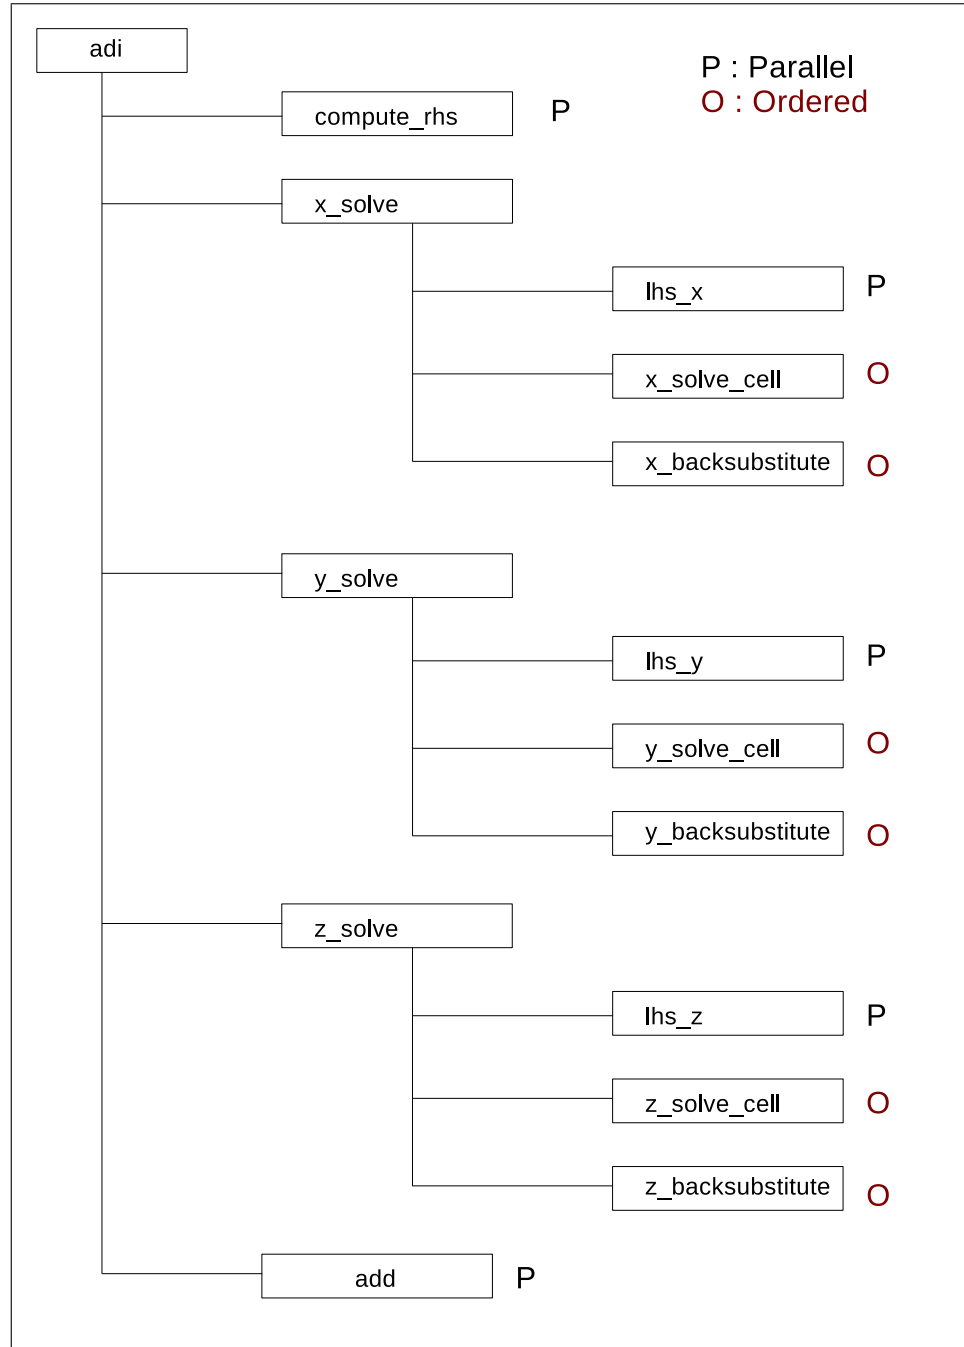 adi
P : Parallel
O : Ordered
compute_rhs P
x_solve
lhs_x P
x_solve_cell O
x_backsubstitute O
y_solve
lhs_y P
y_solve_cell O
y_backsubstitute O
z_solve
lhs_z P
z_solve_cell O
z_backsubstitute O
add P